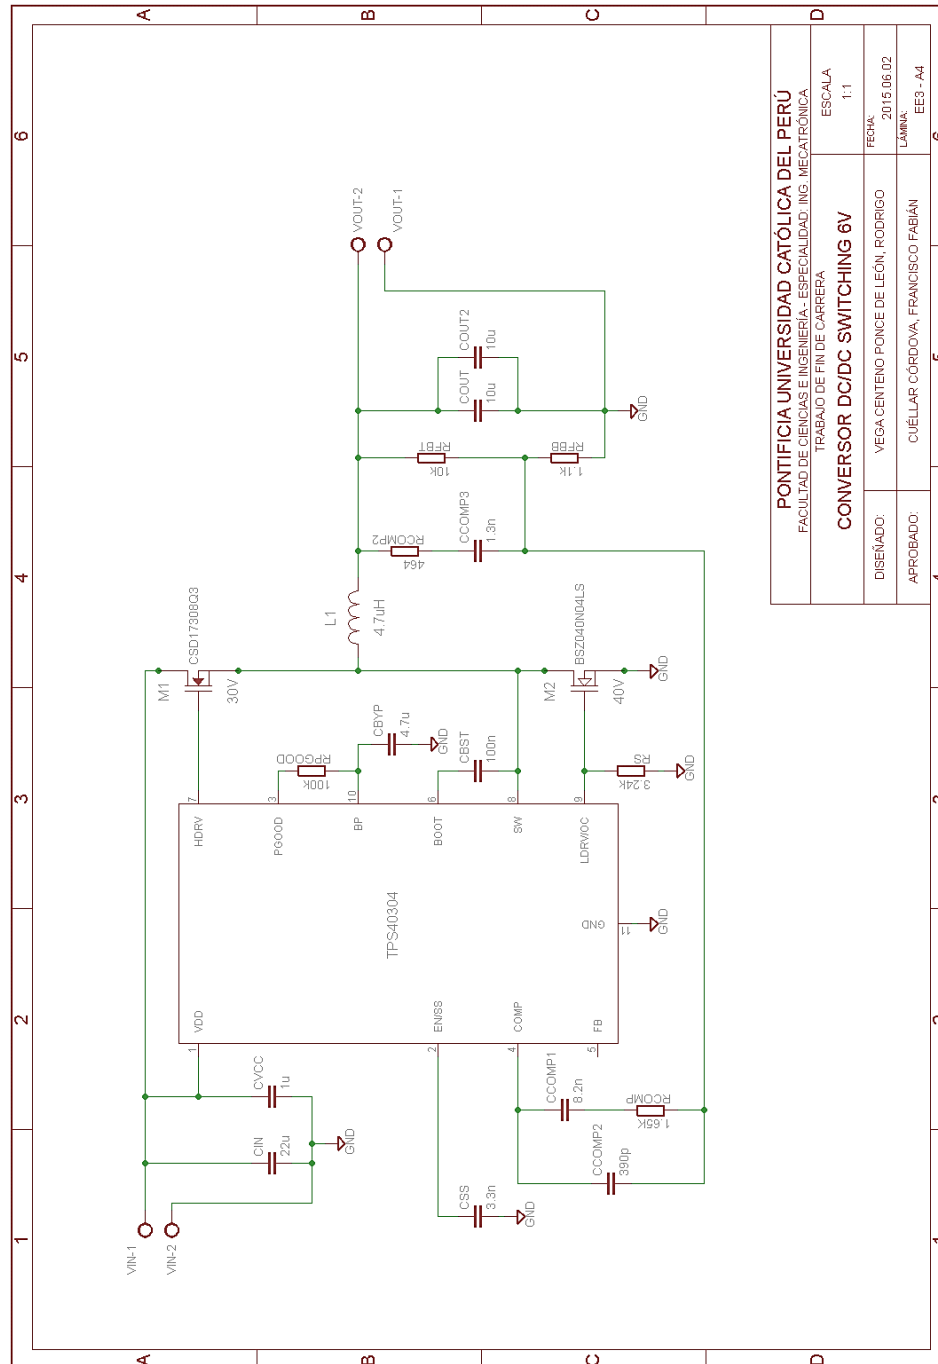 1
2
3
4
5
6
A
B
C
D
VIN-1
VIN-2
CIN
22u
CVCC
1u
GND
CSS
3.3n
GND
CCOMP2
390p
CCOMP1
8.2n
RCOMP
1.65K
TPS40304
1
VDD
2
EN/SS
4
COMP
5
FB
7
HDRV
3
PGOOD
10
BP
6
BOOT
8
SW
9
LDRV/OC
11
GND
GND
RPGOOD
100k
CBYP
4.7u
GND
CBST
100n
RS
3.24k
GND
M1
CSD17308Q3
30V
M2
BSZ040N04LS
40V
GND
L1
4.7uH
RCOMP2
464
CCOMP3
1.3n
RFBT
10k
RFBB
1.1k
COUT
10u
COUT2
10u
GND
VOUT-2
VOUT-1
A
B
C
D
1
2
3
4
5
6
PONTIFICIA UNIVERSIDAD CATÓLICA DEL PERÚ
FACULTAD DE CIENCIAS E INGENIERÍA - ESPECIALIDAD: ING. MECATRÓNICA
TRABAJO DE FIN DE CARRERA
CONVERSOR DC/DC SWITCHING 6V
ESCALA
1:1
DISEÑADO:
VEGA CENTENO PONCE DE LEÓN, RODRIGO
FECHA:
2015.06.02
APROBADO:
CUÉLLAR CÓRDOVA, FRANCISCO FABIÁN
LÁMINA:
EE3 - A4